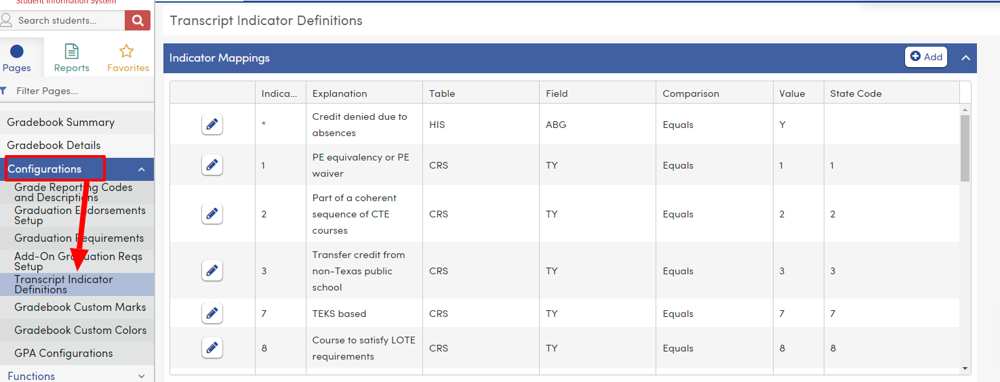 Student Information System
Search students...
Pages
Reports
Favorites
Filter Pages...
Gradebook Summary
Gradebook Details
Configurations
Grade Reporting Codes
and Descriptions
Graduation Endorsements
Setup
Graduation Requirements
Add-On Graduation Reqs
Setup
Transcript Indicator
Definitions
Gradebook Custom Marks
Gradebook Custom Colors
GPA Configurations
Functions
Transcript Indicator Definitions
Indicator Mappings
Add
Indica... Explanation Table Field Comparison Value State Code
* Credit denied due to
absences HIS ABG Equals Y
1 PE equivalency or PE
waiver CRS TY Equals 1 1
2 Part of a coherent
sequence of CTE
courses CRS TY Equals 2 2
3 Transfer credit from
non-Texas public
school CRS TY Equals 3 3
7 TEKS based CRS TY Equals 7 7
8 Course to satisfy LOTE
requirements CRS TY Equals 8 8